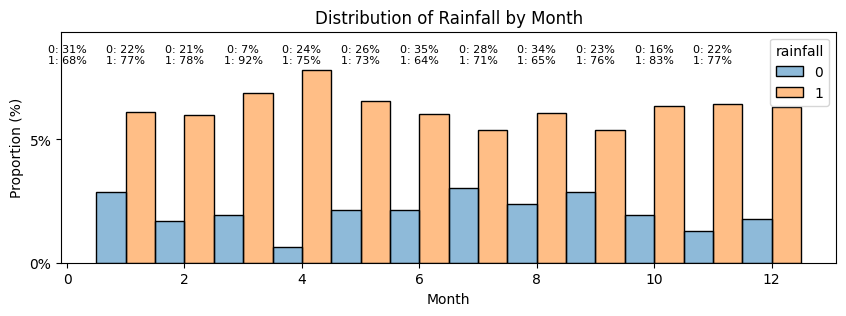 Distribution of Rainfall by Month
0: 31% 0: 22% 0: 21% 0: 7% 0: 24% 0: 26% 0: 35% 0: 28% 0: 34% 0: 23% 0: 16% 0: 22%
1: 68% 1: 77% 1: 78% 1: 92% 1: 75% 1: 73% 1: 64% 1: 71% 1: 65% 1: 76% 1: 83% 1: 77%
rainfall
0
1
Proportion (%)
5%
0%
0 2 4 6 8 10 12
Month